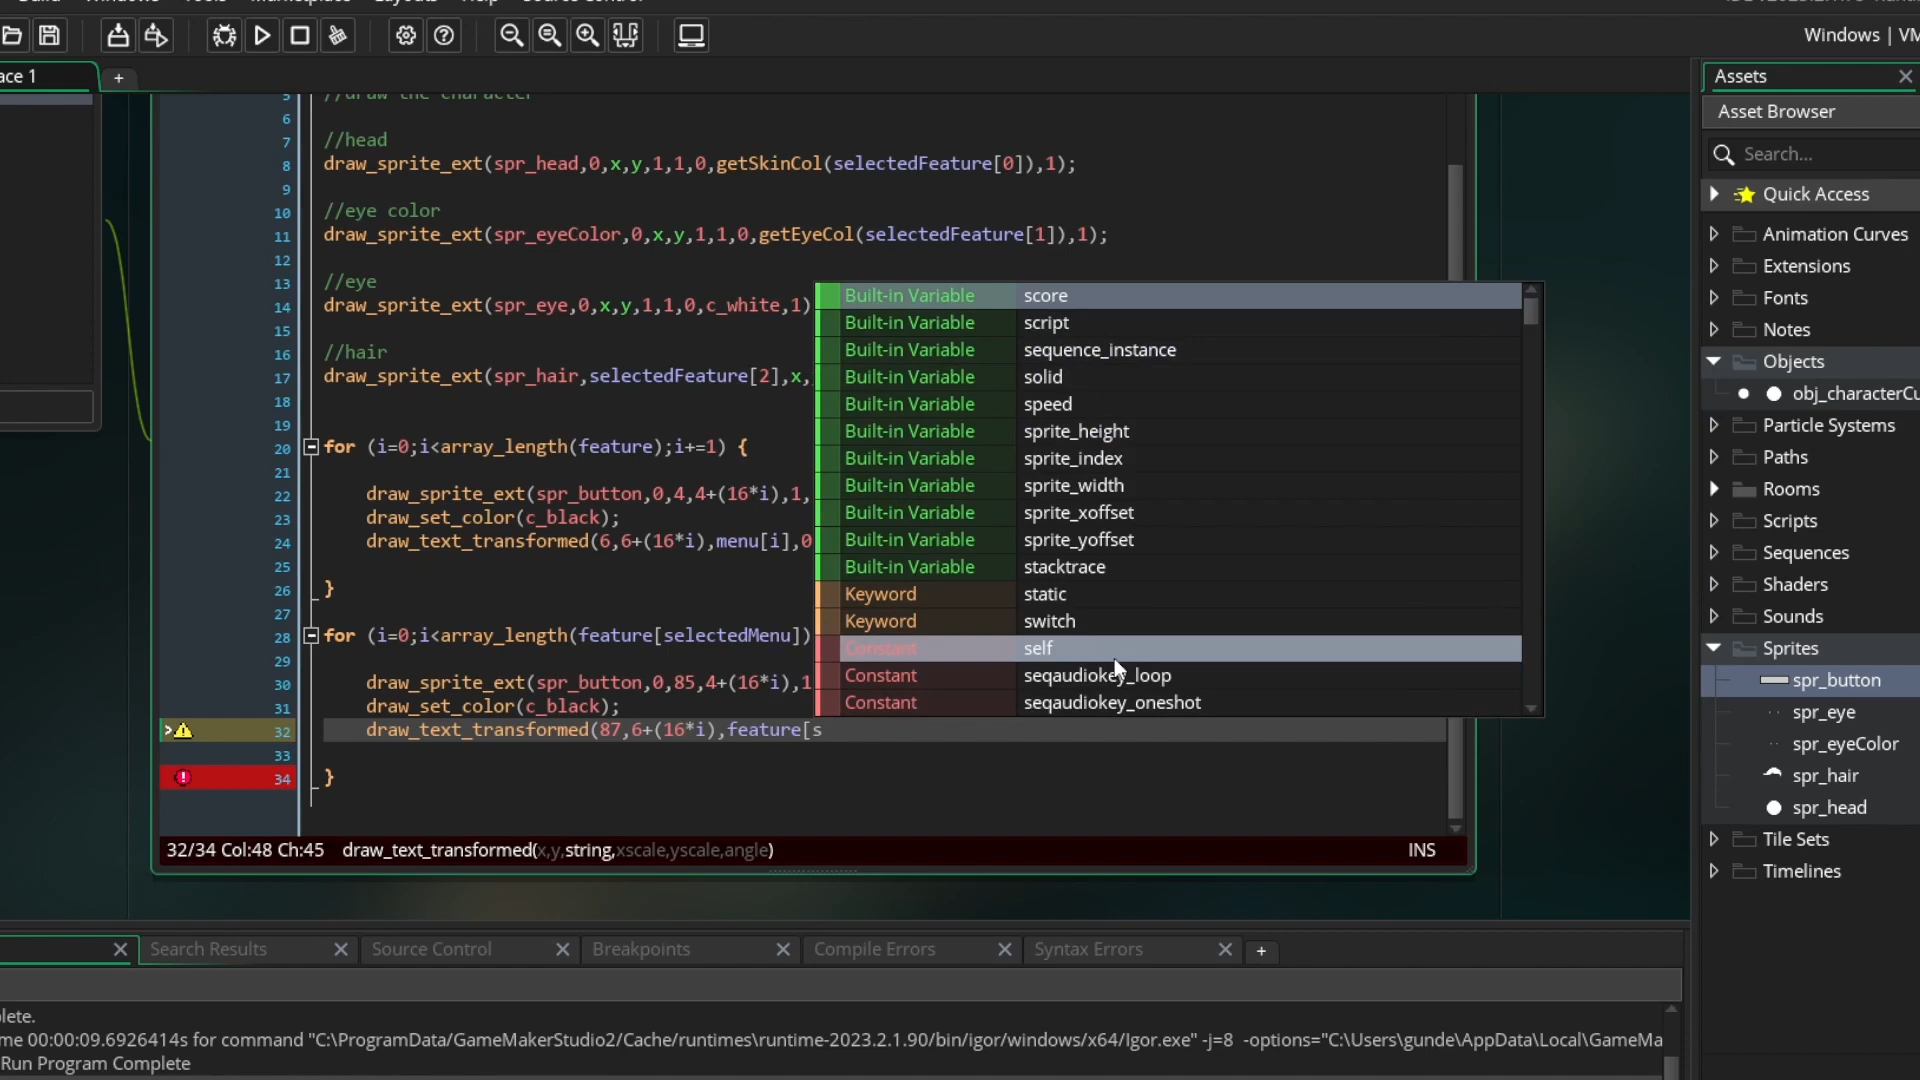 Windows | VM
ace 1
+
Assets
Asset Browser
Search...
Quick Access
Animation Curves
Extensions
Fonts
Notes
Objects
obj_characterCu
Particle Systems
Paths
Rooms
Scripts
Sequences
Shaders
Sounds
Sprites
spr_button
spr_eye
spr_eyeColor
spr_hair
spr_head
Tile Sets
Timelines
5 //draw the character
6
7 //head
8 draw_sprite_ext(spr_head,0,x,y,1,1,0,getSkinCol(selectedFeature[0]),1);
9
10 //eye color
11 draw_sprite_ext(spr_eyeColor,0,x,y,1,1,0,getEyeCol(selectedFeature[1]),1);
12
13 //eye
14 draw_sprite_ext(spr_eye,0,x,y,1,1,0,c_white,1)
15
16 //hair
17 draw_sprite_ext(spr_hair,selectedFeature[2],x,
18
19
20 for (i=0;i<array_length(feature);i+=1) {
21
22 draw_sprite_ext(spr_button,0,4,4+(16*i),1,
23 draw_set_color(c_black);
24 draw_text_transformed(6,6+(16*i),menu[i],0
25
26 }
27
28 for (i=0;i<array_length(feature[selectedMenu])
29
30 draw_sprite_ext(spr_button,0,85,4+(16*i),1
31 draw_set_color(c_black);
32 draw_text_transformed(87,6+(16*i),feature[s
33
34 }
Built-in Variable score
Built-in Variable script
Built-in Variable sequence_instance
Built-in Variable solid
Built-in Variable speed
Built-in Variable sprite_height
Built-in Variable sprite_index
Built-in Variable sprite_width
Built-in Variable sprite_xoffset
Built-in Variable sprite_yoffset
Built-in Variable stacktrace
Keyword static
Keyword switch
Constant self
Constant seqaudiokey_loop
Constant seqaudiokey_oneshot
32/34 Col:48 Ch:45 draw_text_transformed(x,y,string,xscale,yscale,angle) INS
Search Results Source Control Breakpoints Compile Errors Syntax Errors +
lete.
me 00:00:09.6926414s for command "C:\ProgramData/GameMakerStudio2/Cache/runtimes\runtime-2023.2.1.90/bin/igor/windows/x64/Igor.exe" -j=8 -options="C:\Users\gunde\AppData\Local\GameMa
Run Program Complete